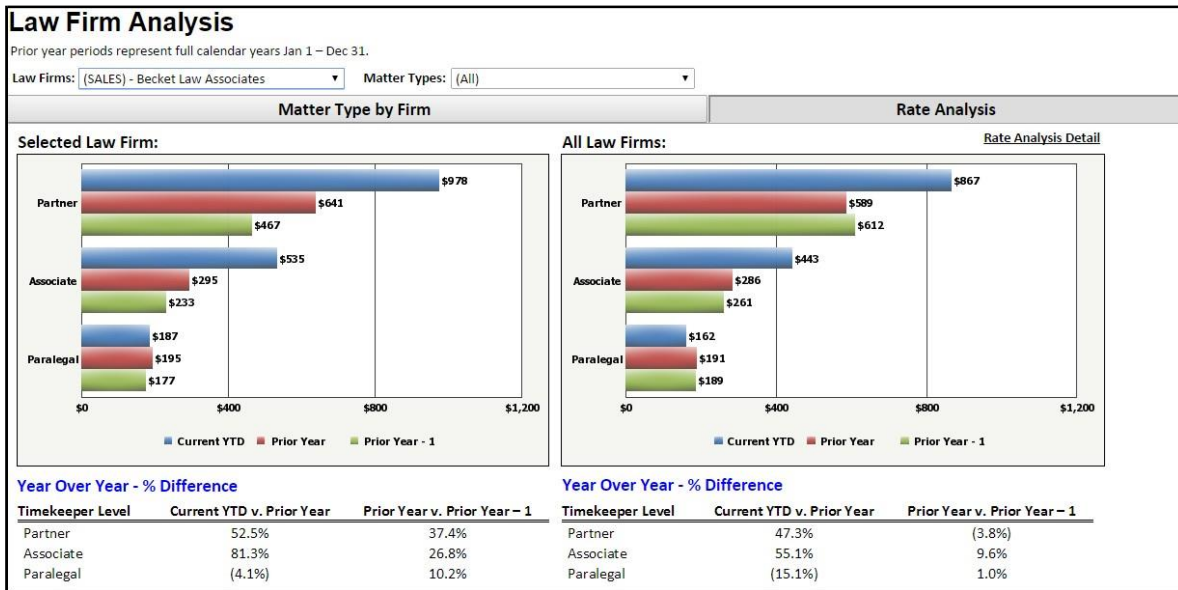 Law Firm Analysis
Prior year periods represent full calendar years Jan 1 – Dec 31.
Law Firms: (SALES) - Becket Law Associates Matter Types: (All)
Matter Type by Firm Rate Analysis
Selected Law Firm:
Partner
$978
$641
$467
Associate
$535
$295
$233
Paralegal
$187
$195
$177
$0 $400 $800 $1,200
Current YTD Prior Year Prior Year - 1
All Law Firms: Rate Analysis Detail
Partner
$867
$589
$612
Associate
$443
$286
$261
Paralegal
$162
$191
$189
$0 $400 $800 $1,200
Current YTD Prior Year Prior Year - 1
Year Over Year - % Difference
Timekeeper Level Current YTD v. Prior Year Prior Year v. Prior Year – 1
Partner 52.5% 37.4%
Associate 81.3% 26.8%
Paralegal (4.1%) 10.2%
Year Over Year - % Difference
Timekeeper Level Current YTD v. Prior Year Prior Year v. Prior Year – 1
Partner 47.3% (3.8%)
Associate 55.1% 9.6%
Paralegal (15.1%) 1.0%